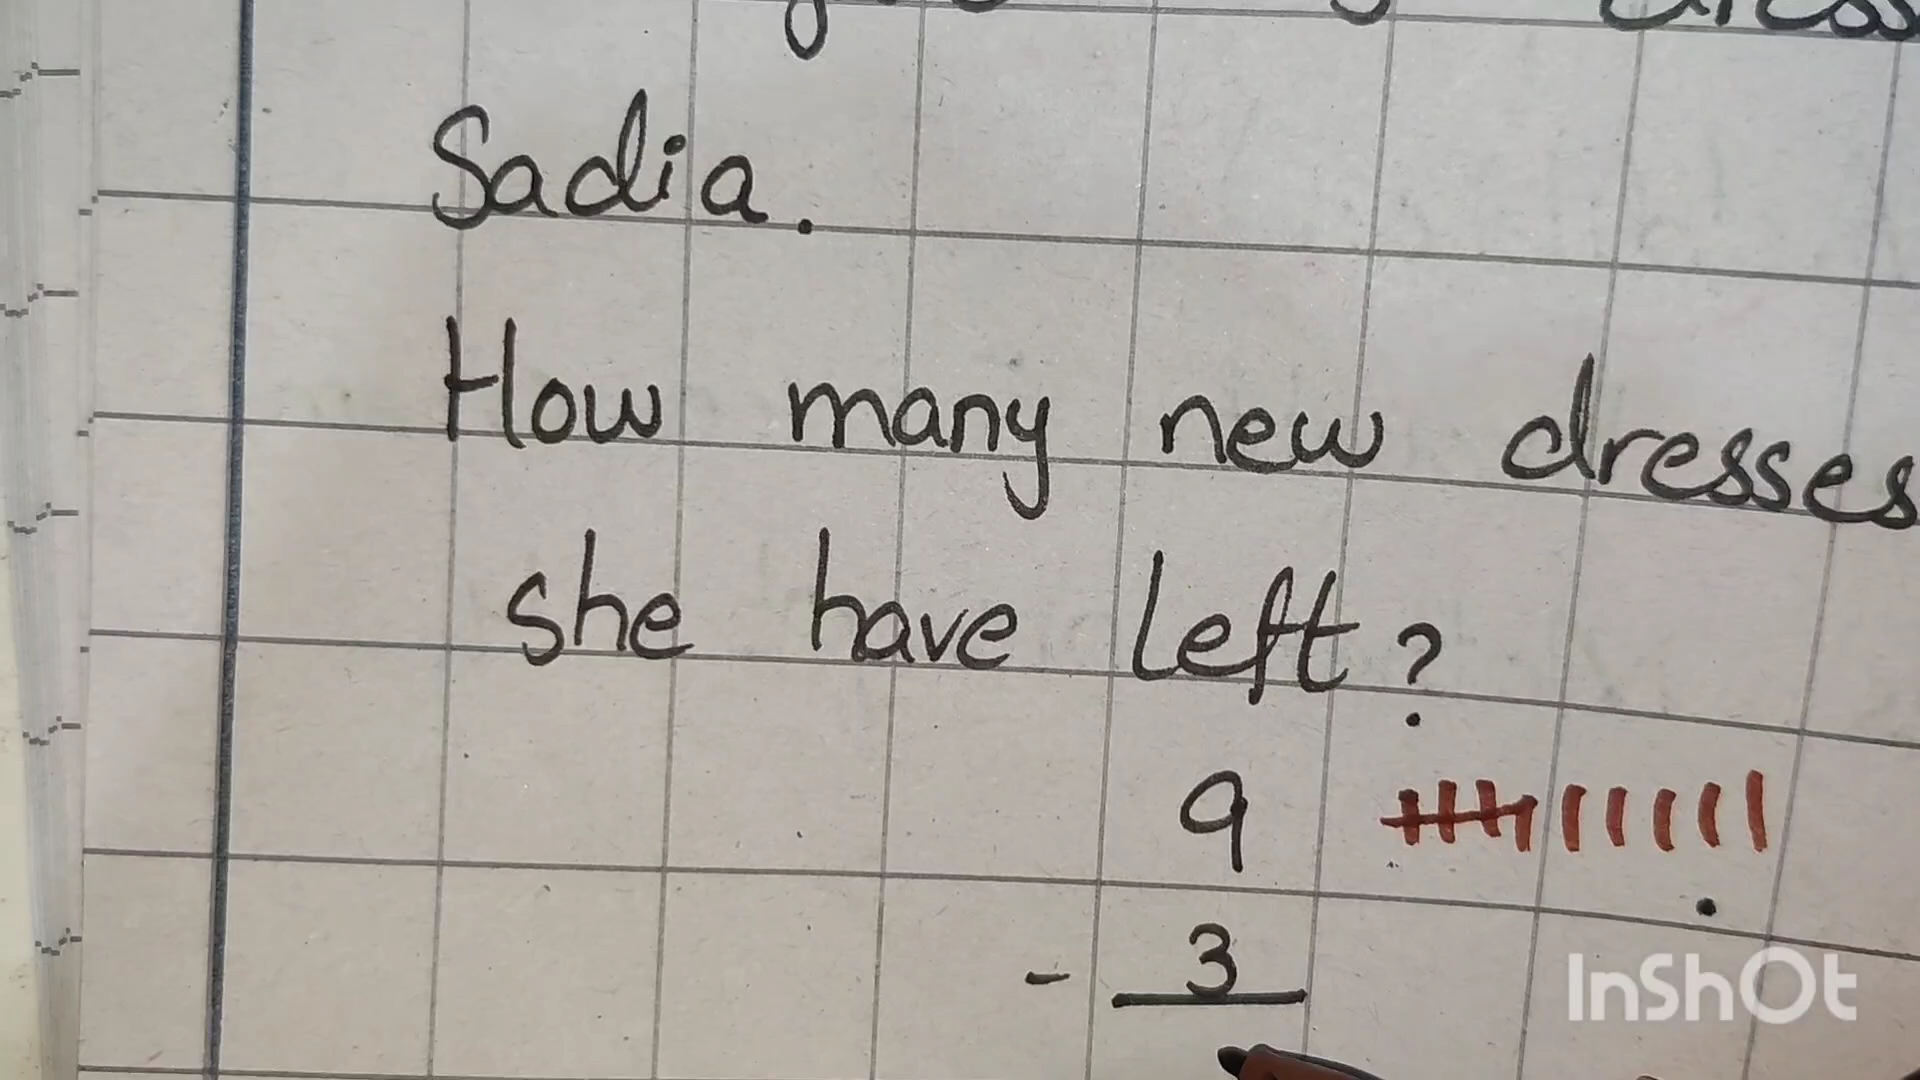 Sadia.
How many new dresses
she have left?
9
- 3
InShOt